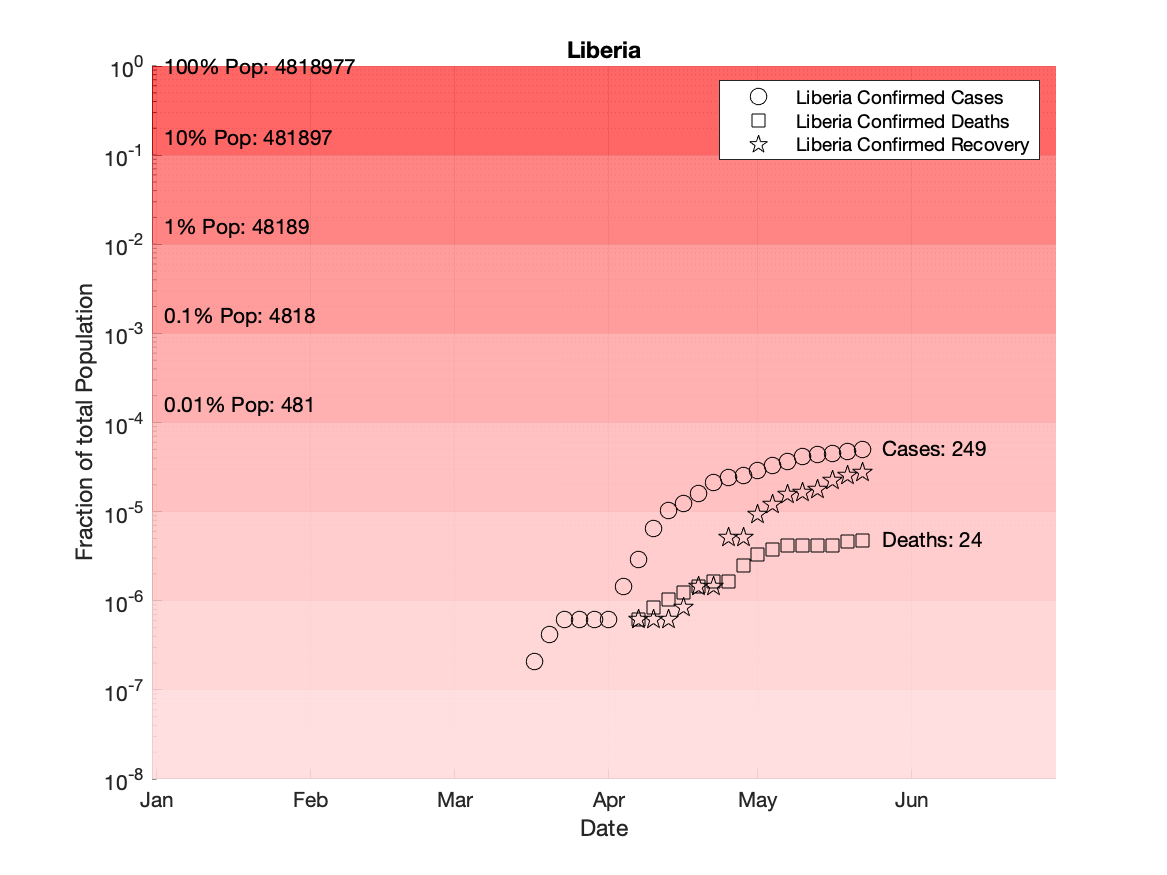 Liberia
10^0
10^-1
10^-2
10^-3
10^-4
10^-5
10^-6
10^-7
10^-8
Fraction of total Population
100% Pop: 4818977
10% Pop: 481897
1% Pop: 48189
0.1% Pop: 4818
0.01% Pop: 481
Liberia Confirmed Cases
Liberia Confirmed Deaths
Liberia Confirmed Recovery
Cases: 249
Deaths: 24
Jan Feb Mar Apr May Jun
Date